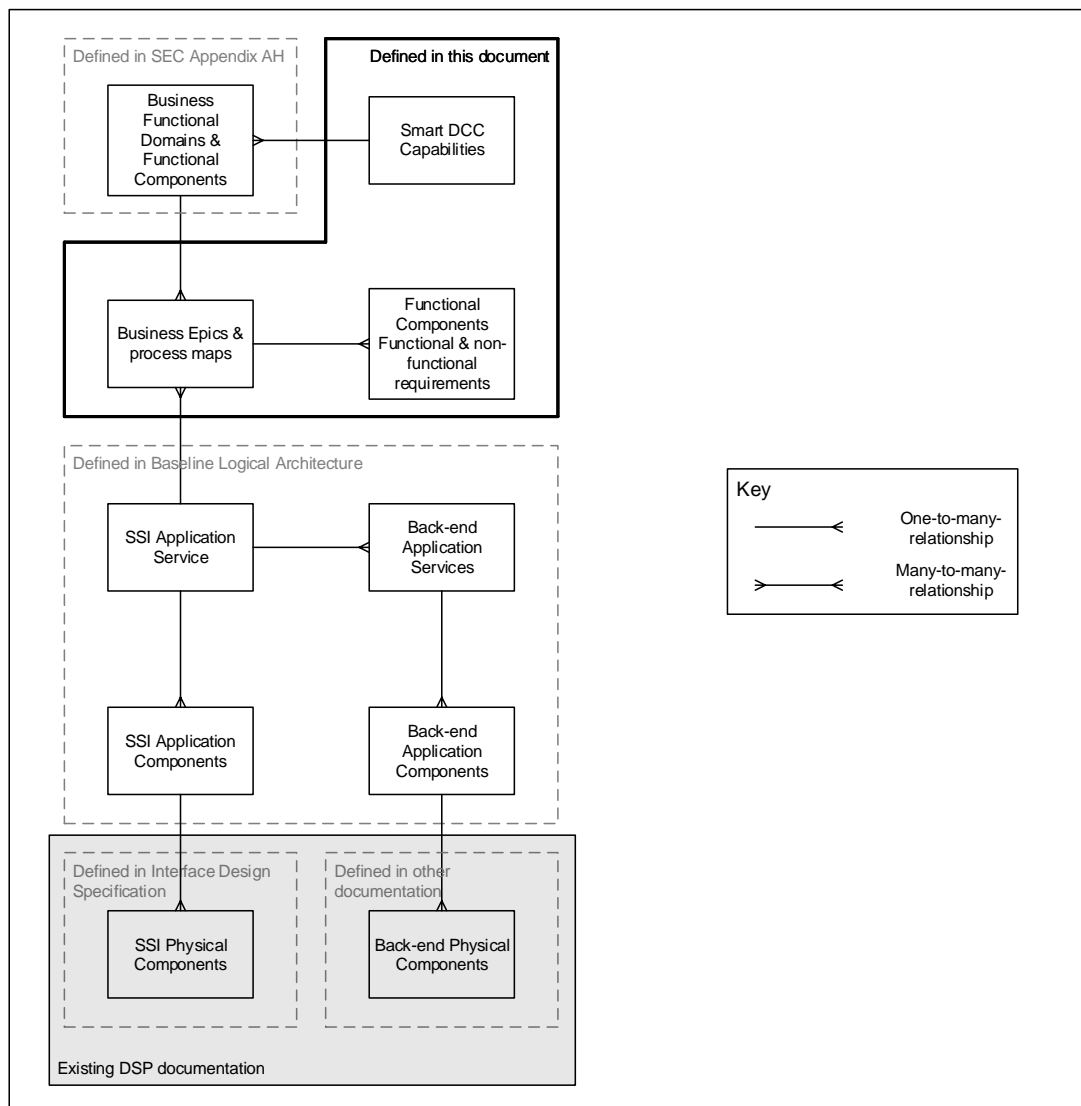 Defined in SEC Appendix AH
Defined in this document
Business
Functional
Domains &
Functional
Components
Smart DCC
Capabilities
Business Epics &
process maps
Functional
Components
Functional & non-
functional
requirements
Defined in Baseline Logical Architecture
SSI Application
Service
Back-end
Application
Services
Key
One-to-many-
relationship
Many-to-many-
relationship
SSI Application
Components
Back-end
Application
Components
Defined in Interface Design
Specification
Defined in other
documentation
SSI Physical
Components
Back-end Physical
Components
Existing DSP documentation